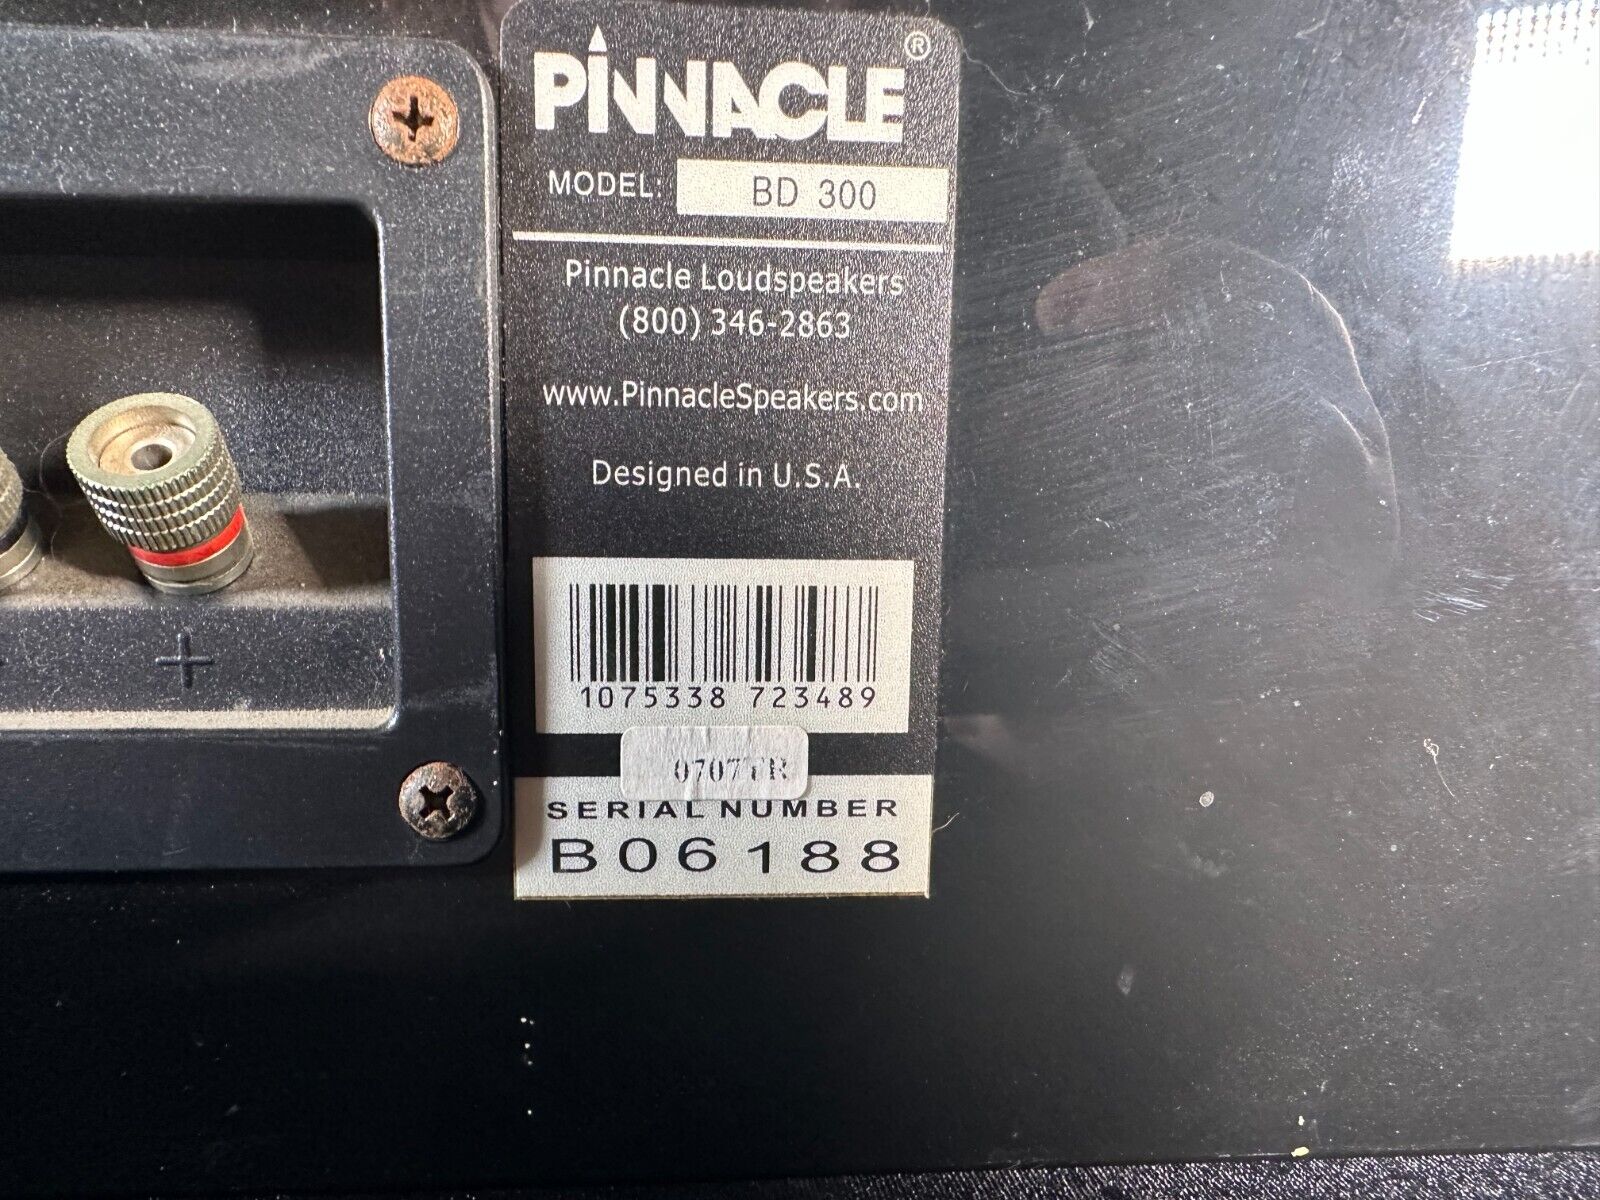 PINNACLE®
MODEL: BD 300
Pinnacle Loudspeakers
(800) 346-2863
www.PinnacleSpeakers.com
Designed in U.S.A.
1075338 723489
SERIAL NUMBER
B06188
+